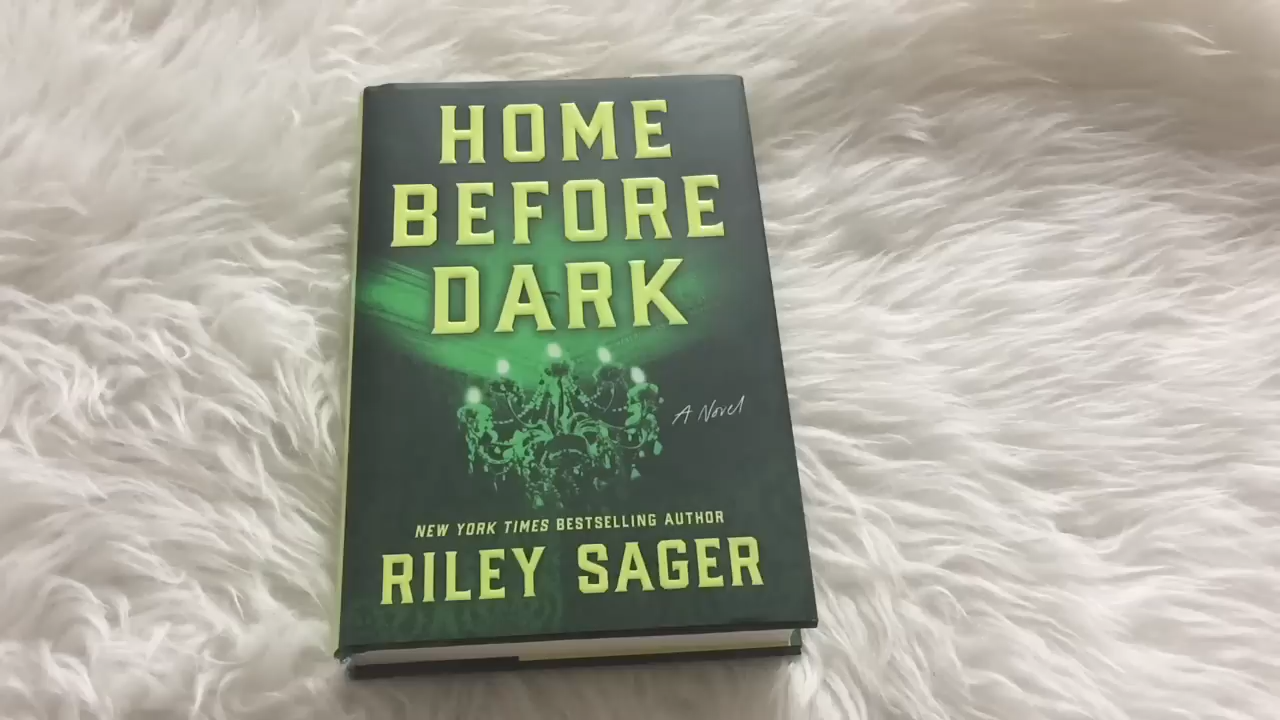 HOME
BEFORE
DARK
A Novel
NEW YORK TIMES BESTSELLING AUTHOR
RILEY SAGER